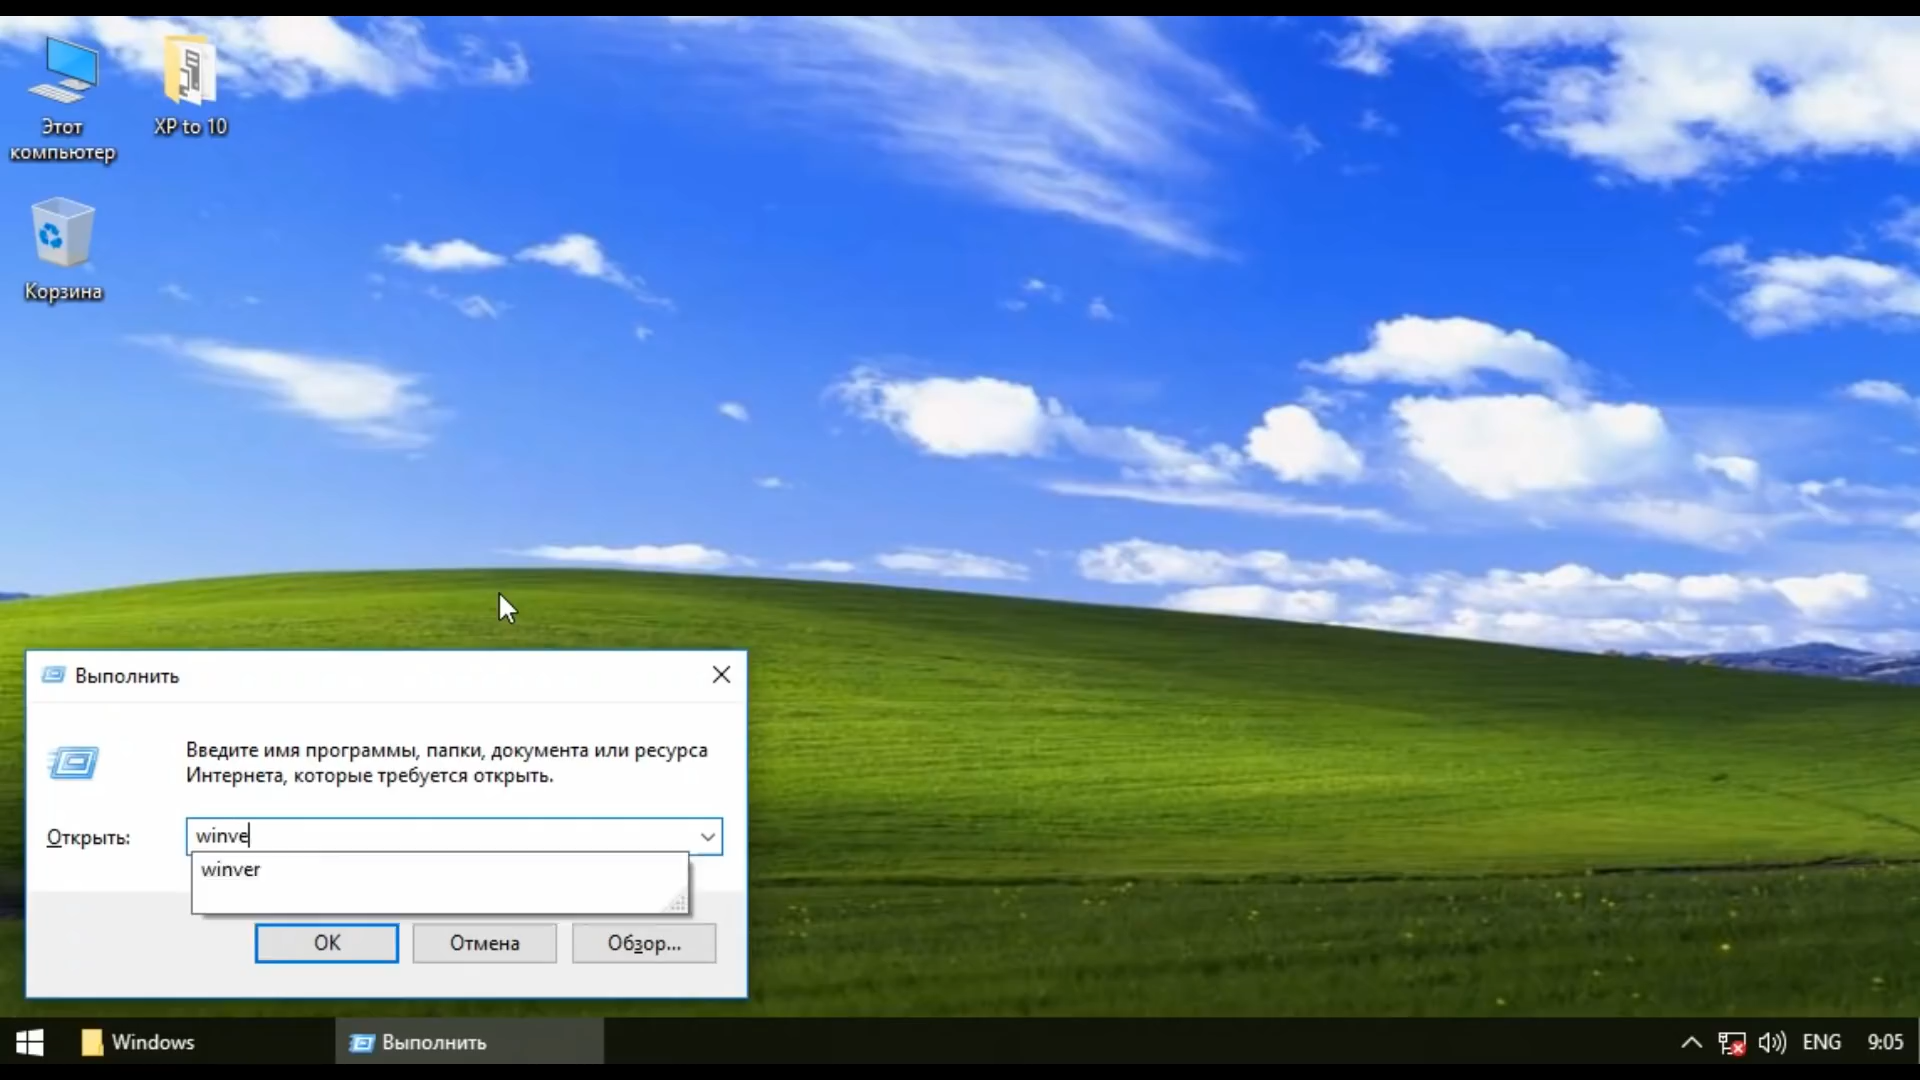 Этот
компьютер
XP to 10
Корзина
Выполнить
Введите имя программы, папки, документа или ресурса
Интернета, которые требуется открыть.
Открыть:
winve
winver
OK
Отмена
Обзор...
Windows
Выполнить
ENG
9:05